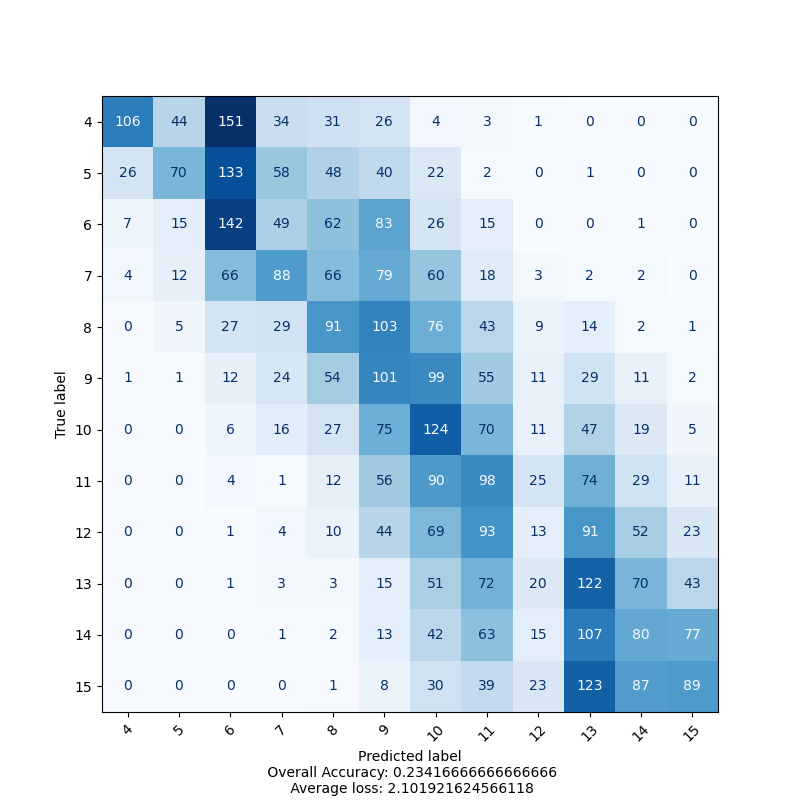 4 106 44 151 34 31 26 4 3 1 0 0 0
5 26 70 133 58 48 40 22 2 0 1 0 0
6 7 15 142 49 62 83 26 15 0 0 1 0
7 4 12 66 88 66 79 60 18 3 2 2 0
8 0 5 27 29 91 103 76 43 9 14 2 1
9 1 1 12 24 54 101 99 55 11 29 11 2
10 0 0 6 16 27 75 124 70 11 47 19 5
11 0 0 4 1 12 56 90 98 25 74 29 11
12 0 0 1 4 10 44 69 93 13 91 52 23
13 0 0 1 3 3 15 51 72 20 122 70 43
14 0 0 0 1 2 13 42 63 15 107 80 77
15 0 0 0 0 1 8 30 39 23 123 87 89
True label
4 5 6 7 8 9 10 11 12 13 14 15
Predicted label
Overall Accuracy: 0.23416666666666666
Average loss: 2.101921624566118